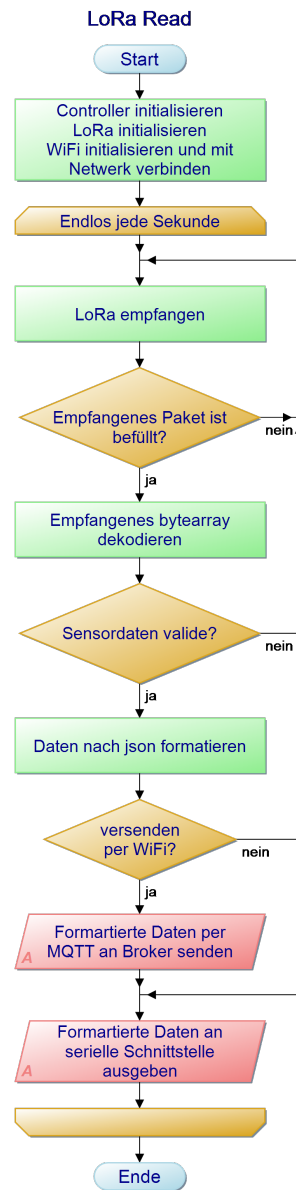 LoRa Read
Start
Controller initialisieren
LoRa initialisieren
WiFi initialisieren und mit
Netwerk verbinden
Endlos jede Sekunde
LoRa empfangen
Empfangenes Paket ist
befüllt?
nein
ja
Empfangenes bytearray
dekodieren
Sensordaten valide?
nein
ja
Daten nach json formatieren
versenden
per WiFi?
nein
ja
Formartierte Daten per
MQTT an Broker senden
A
Formartierte Daten an
serielle Schnittstelle
ausgeben
A
Ende